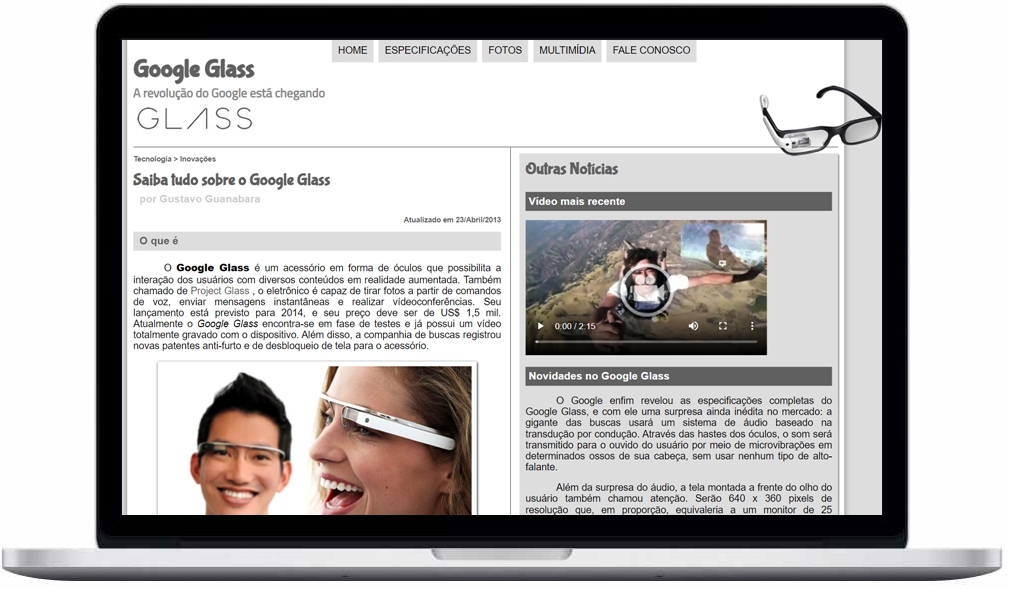 HOME ESPECIFICAÇÕES FOTOS MULTIMÍDIA FALE CONOSCO
Google Glass
A revolução do Google está chegando
GLASS
Tecnologia > Inovações
Saiba tudo sobre o Google Glass
por Gustavo Guanabara
Atualizado em 23/Abril/2013
O que é
O Google Glass é um acessório em forma de óculos que possibilita a
interação dos usuários com diversos conteúdos em realidade aumentada. Também
chamado de Project Glass , o eletrônico é capaz de tirar fotos a partir de comandos
de voz, enviar mensagens instantâneas e realizar vídeoconferências. Seu
lançamento está previsto para 2014, e seu preço deve ser de US$ 1,5 mil.
Atualmente o Google Glass encontra-se em fase de testes e já possui um vídeo
totalmente gravado com o dispositivo. Além disso, a companhia de buscas registrou
novas patentes anti-furto e de desbloqueio de tela para o acessório.
Outras Notícias
Vídeo mais recente
0:00 / 2:15
Novidades no Google Glass
O Google enfim revelou as especificações completas do
Google Glass, e com ele uma surpresa ainda inédita no mercado: a
gigante das buscas usará um sistema de áudio baseado na
transdução por condução. Através das hastes dos óculos, o som será
transmitido para o ouvido do usuário por meio de microvibrações em
determinados ossos de sua cabeça, sem usar nenhum tipo de alto-
falante.
Além da surpresa do áudio, a tela montada a frente do olho do
usuário também chamou atenção. Serão 640 x 360 pixels de
resolução que, em proporção, equivaleria a um monitor de 25